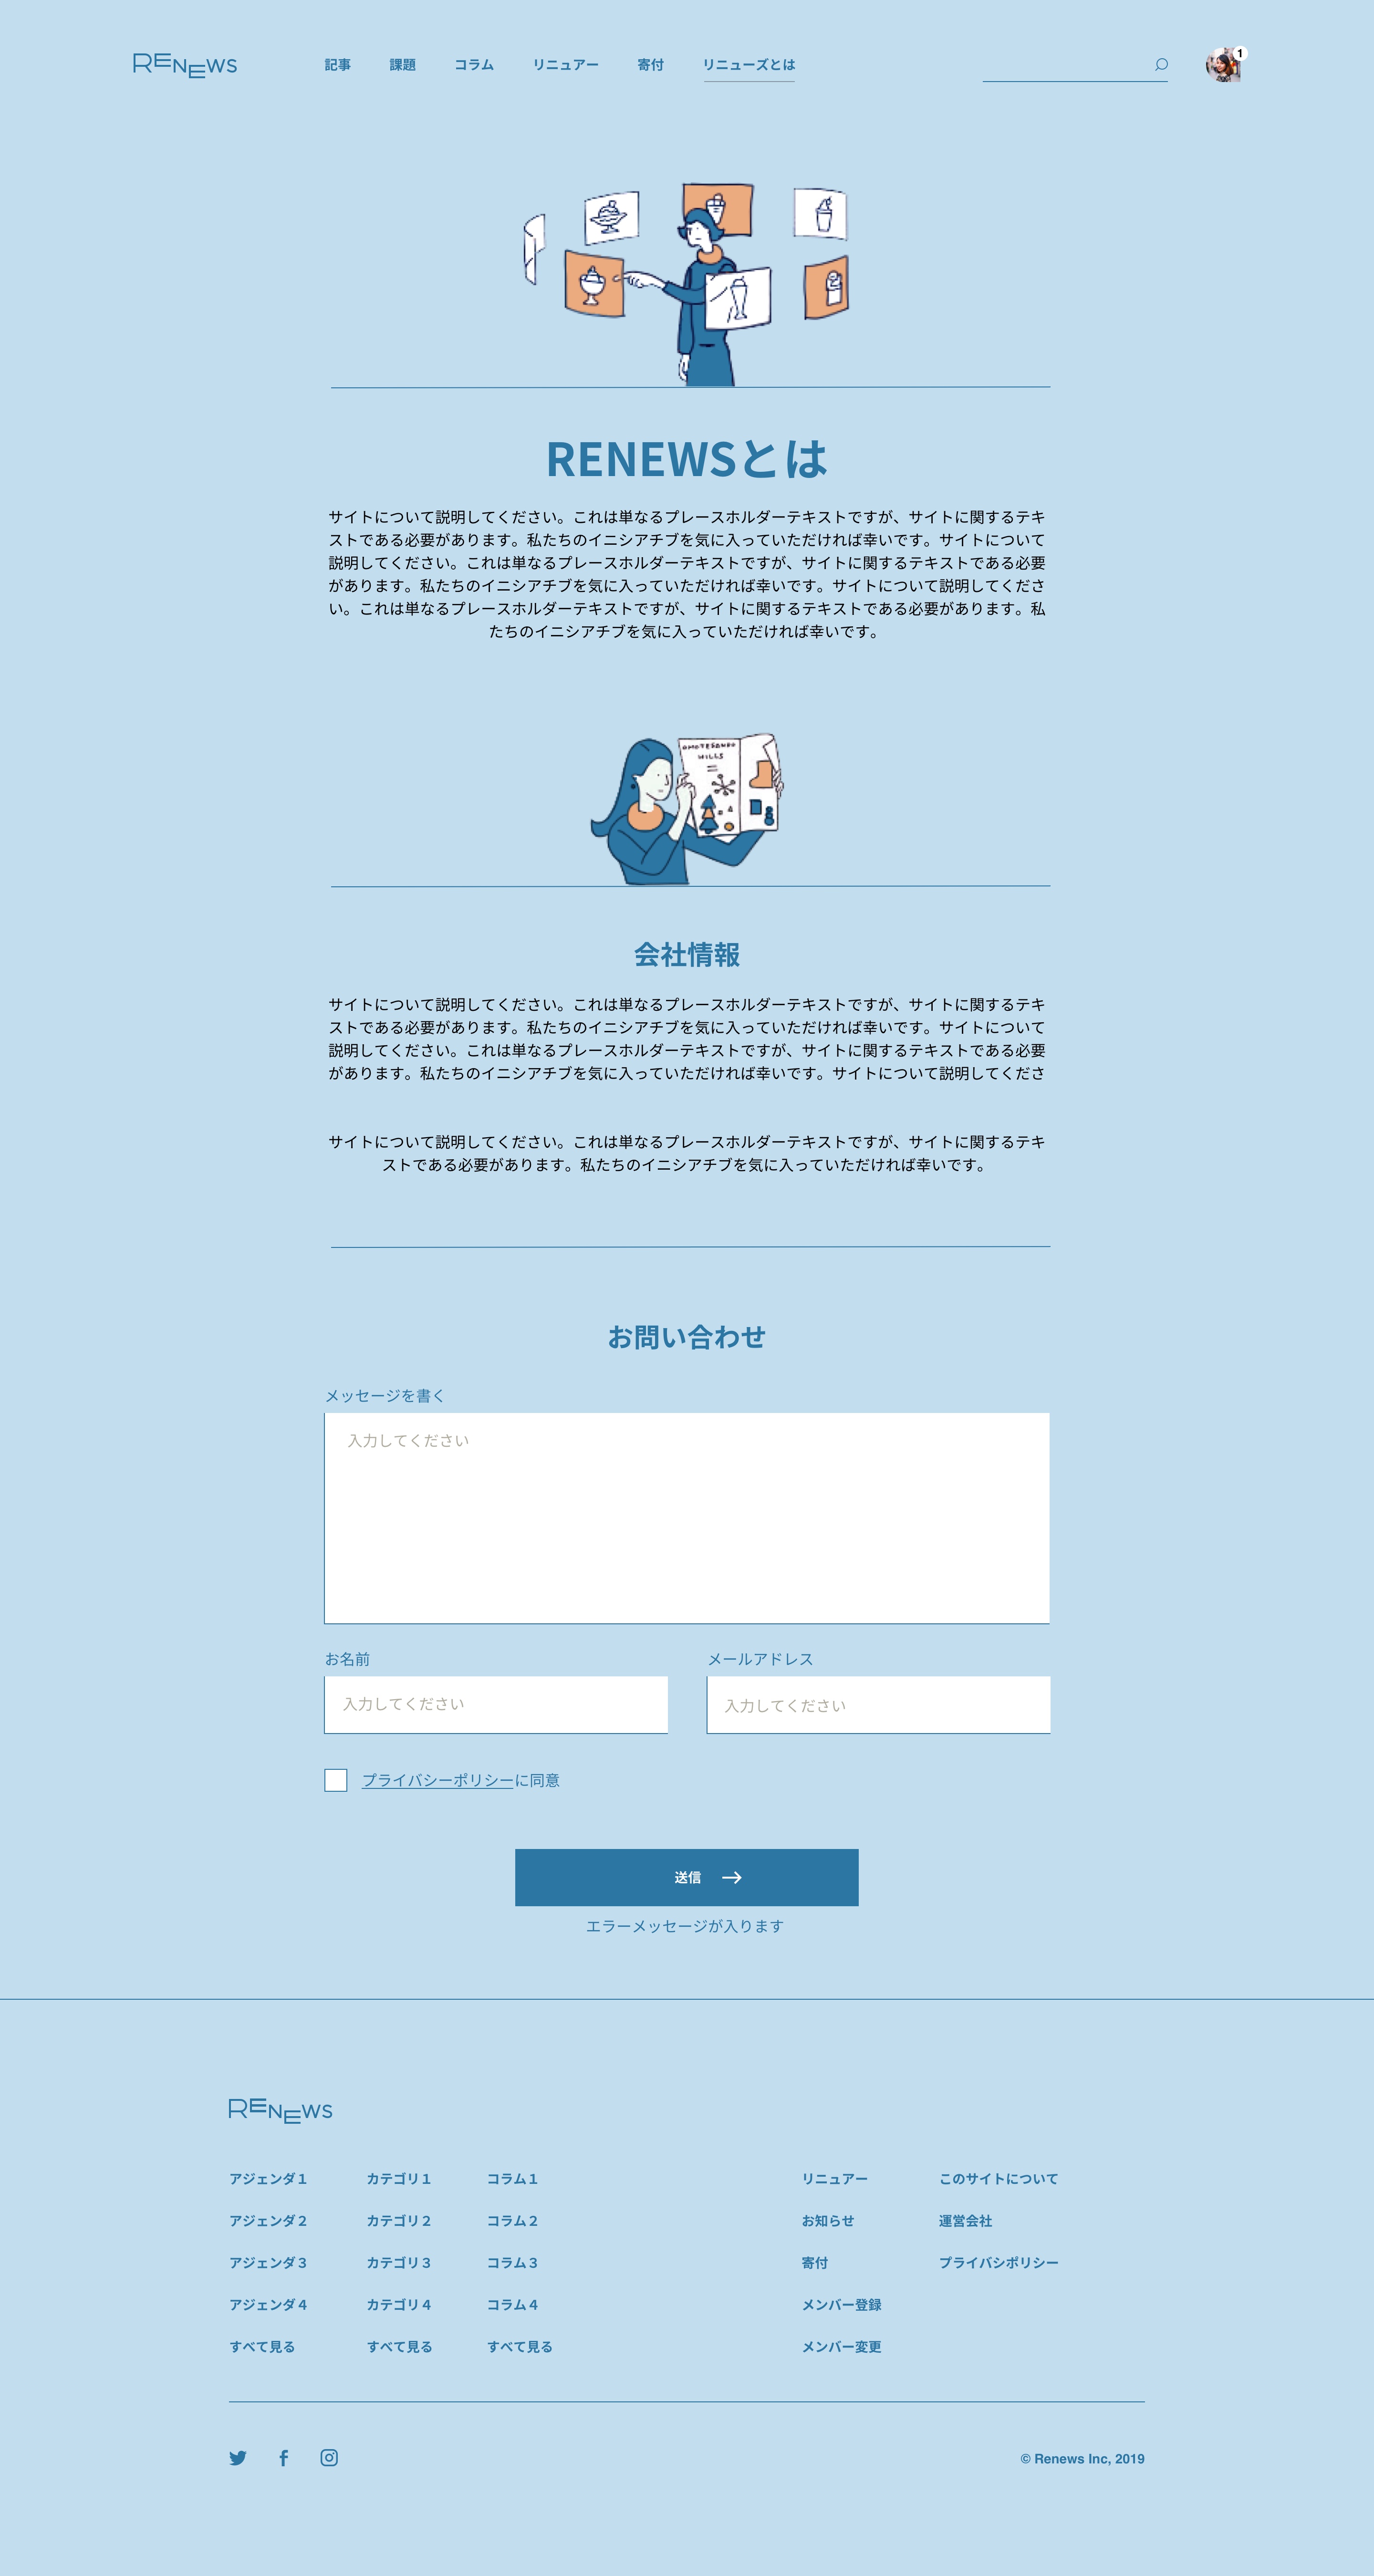 RENEWS
記事 課題 コラム リニュアー 寄付 リニューズとは
1
RENEWSとは
サイトについて説明してください。これは単なるプレースホルダーテキストですが、サイトに関するテキ
ストである必要があります。私たちのイニシアチブを気に入っていただければ幸いです。サイトについて
説明してください。これは単なるプレースホルダーテキストですが、サイトに関するテキストである必要
があります。私たちのイニシアチブを気に入っていただければ幸いです。サイトについて説明してくださ
い。これは単なるプレースホルダーテキストですが、サイトに関するテキストである必要があります。私
たちのイニシアチブを気に入っていただければ幸いです。
OMOTESANDO
HILLS
会社情報
サイトについて説明してください。これは単なるプレースホルダーテキストですが、サイトに関するテキ
ストである必要があります。私たちのイニシアチブを気に入っていただければ幸いです。サイトについて
説明してください。これは単なるプレースホルダーテキストですが、サイトに関するテキストである必要
があります。私たちのイニシアチブを気に入っていただければ幸いです。サイトについて説明してくださ
サイトについて説明してください。これは単なるプレースホルダーテキストですが、サイトに関するテキ
ストである必要があります。私たちのイニシアチブを気に入っていただければ幸いです。
お問い合わせ
メッセージを書く
入力してください
お名前 メールアドレス
入力してください 入力してください
プライバシーポリシーに同意
送信
エラーメッセージが入ります
RENEWS
アジェンダ１ カテゴリ１ コラム１ リニュアー このサイトについて
アジェンダ２ カテゴリ２ コラム２ お知らせ 運営会社
アジェンダ３ カテゴリ３ コラム３ 寄付 プライバシポリシー
アジェンダ４ カテゴリ４ コラム４ メンバー登録
すべて見る すべて見る すべて見る メンバー変更
© Renews Inc, 2019